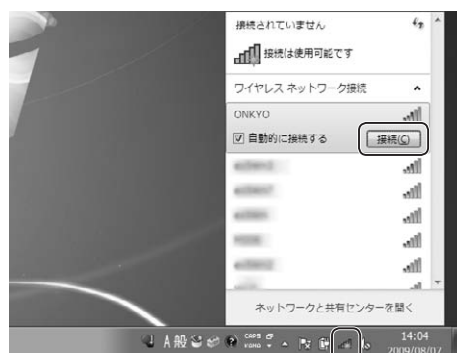 接続されていません
接続は使用可能です
ワイヤレス ネットワーク接続
ONKYO
自動的に接続する
接続(C)
ネットワークと共有センターを開く
A 般
CAPS
KANA
14:04
2009/08/07